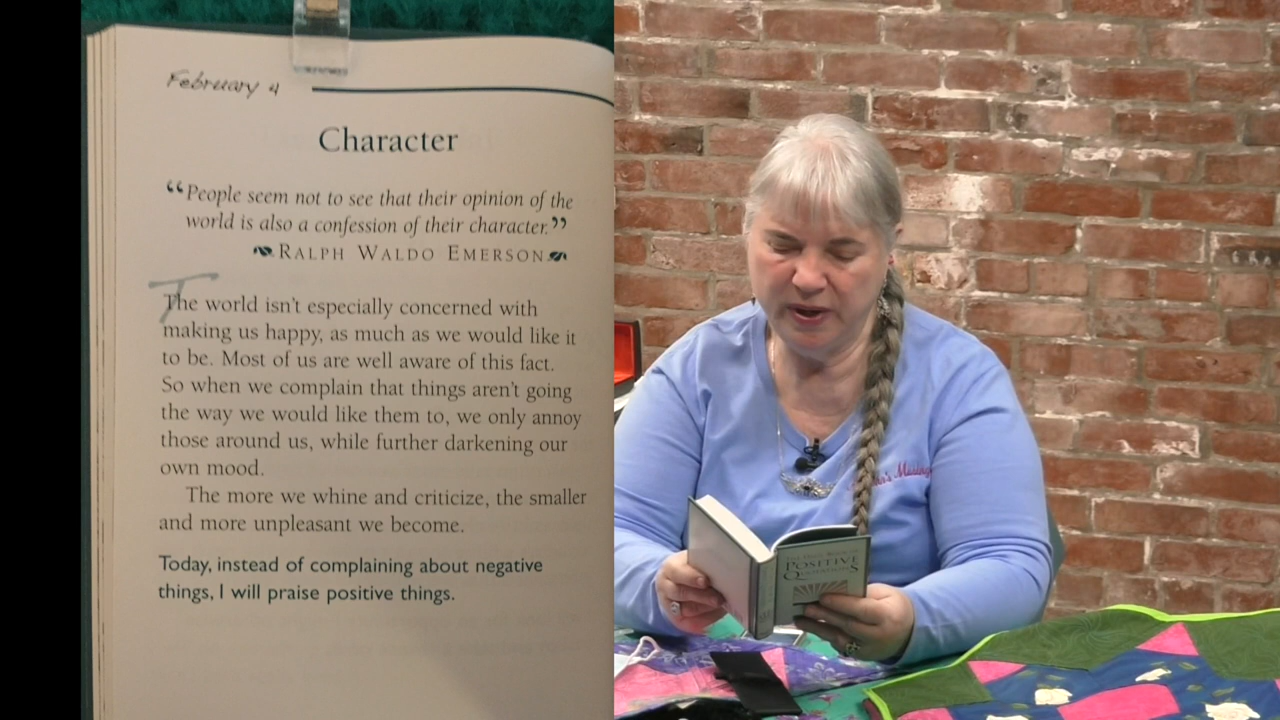 February 4
Character
“People seem not to see that their opinion of the
world is also a confession of their character.”
RALPH WALDO EMERSON
The world isn't especially concerned with
making us happy, as much as we would like it
to be. Most of us are well aware of this fact.
So when we complain that things aren't going
the way we would like them to, we only annoy
those around us, while further darkening our
own mood.
The more we whine and criticize, the smaller
and more unpleasant we become.
Today, instead of complaining about negative
things, I will praise positive things.
POSITIVE
QUOTATIONS